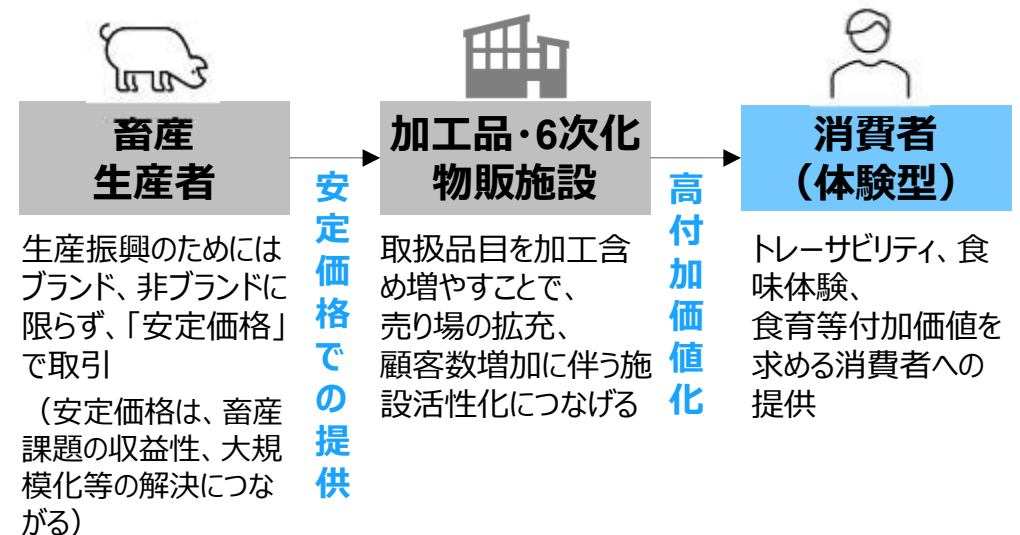 畜産
生産者
安定価格での提供
加工品・6次化
物販施設
高付加価値化
消費者
（体験型）
生産振興のためには
ブランド、非ブランドに
限らず、「安定価格」
で取引
（安定価格は、畜産
課題の収益性、大規
模化等の解決につな
がる）
取扱品目を加工含
め増やすことで、
売り場の拡充、
顧客数増加に伴う施
設活性化につなげる
トレーサビリティ、食
味体験、
食育等付加価値を
求める消費者への
提供